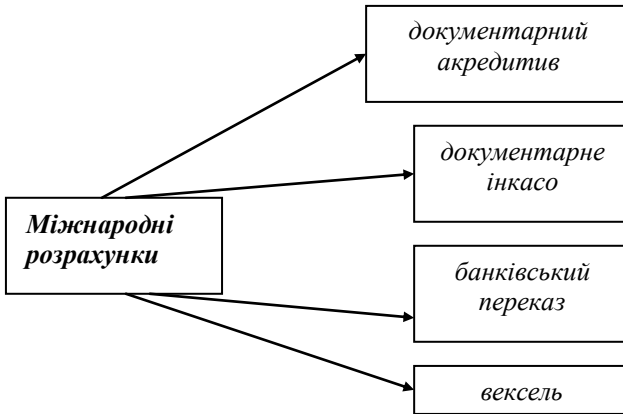 документарний
акредитив
документарне
інкасо
Міжнародні
розрахунки
банківський
переказ
вексель